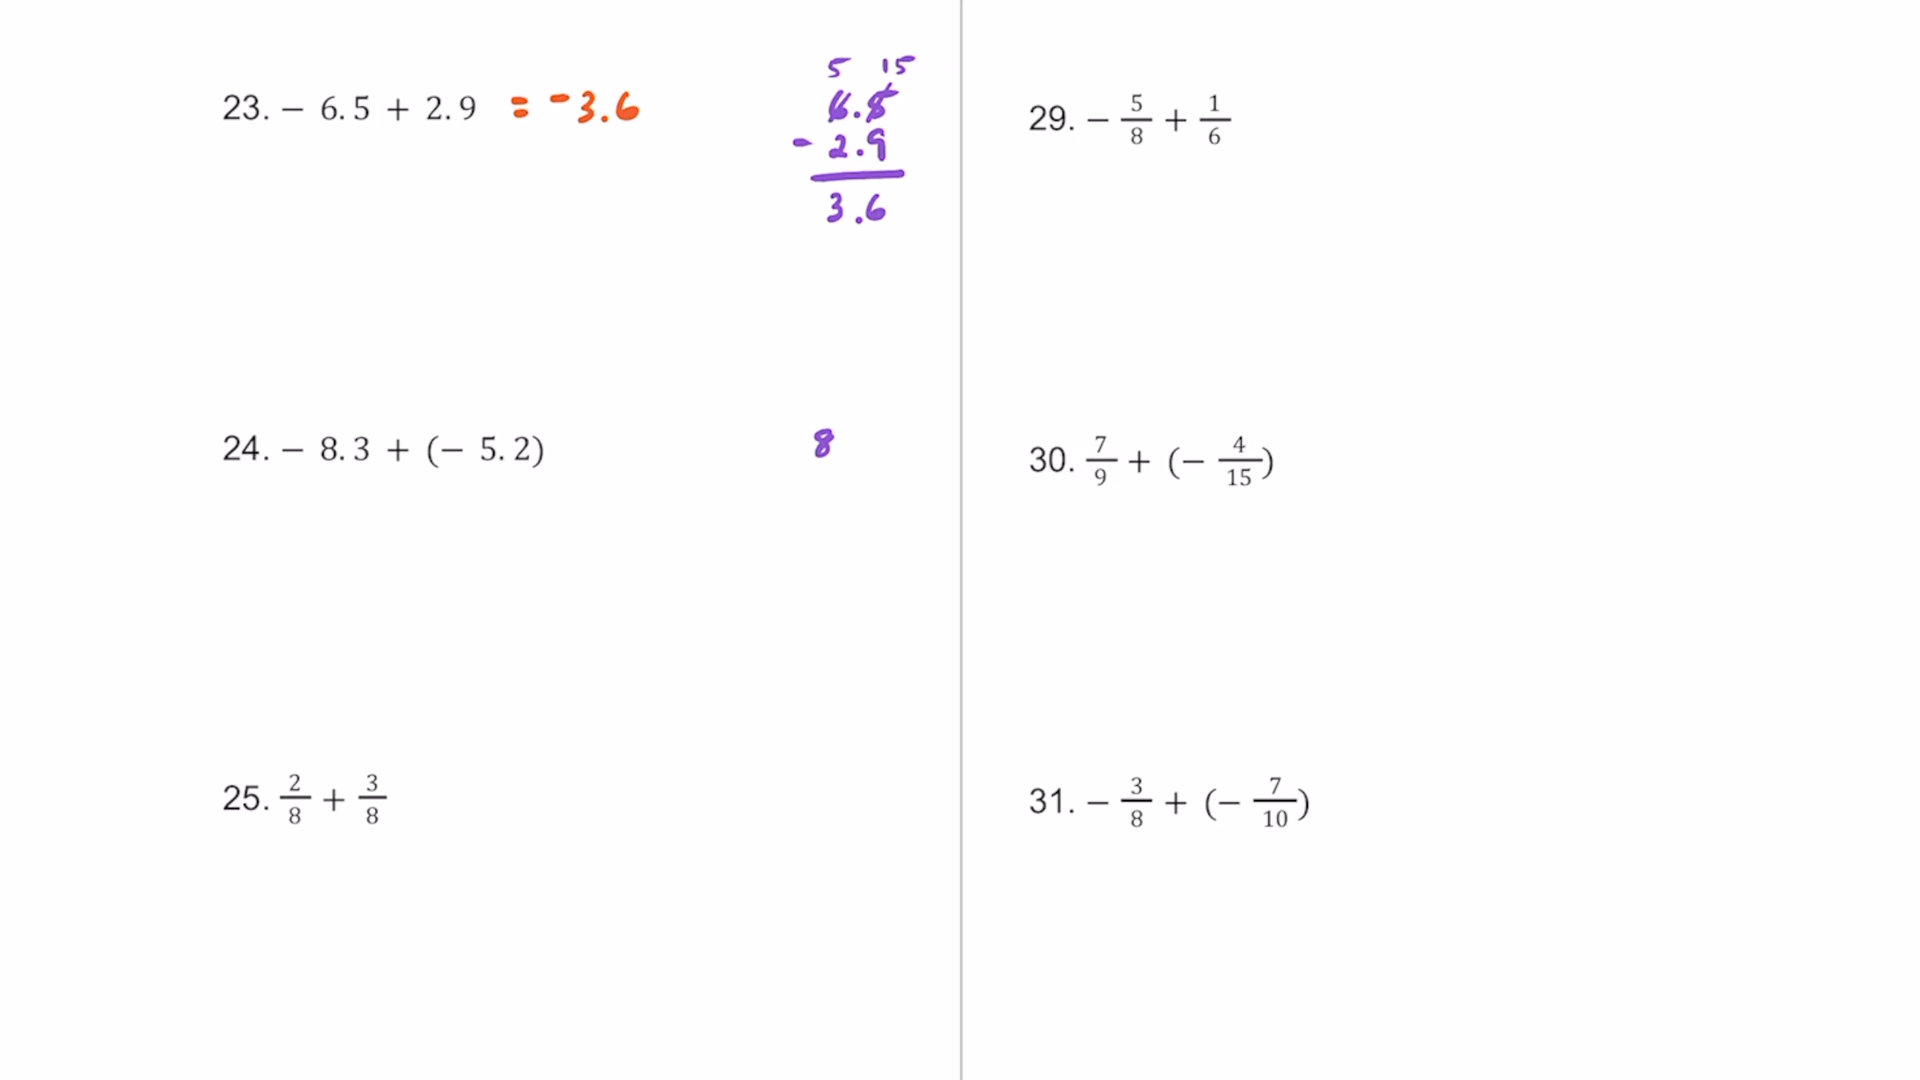 23. − 6.5 + 2.9 = -3.6
5 15
6.5
- 2.9
3.6
24. − 8.3 + (− 5.2)
8
25. 2/8 + 3/8
29. − 5/8 + 1/6
30. 7/9 + (− 4/15)
31. − 3/8 + (− 7/10)